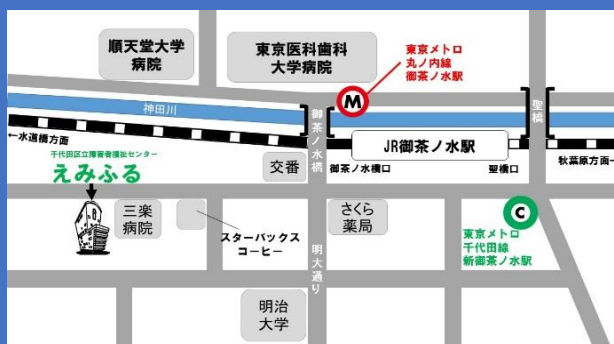 順天堂大学
病院
東京医科歯科
大学病院
東京メトロ
丸ノ内線
御茶ノ水駅
M
神田川
御茶ノ水橋
聖橋
←水道橋方面
JR御茶ノ水駅
秋葉原方面→
千代田区立障害者福祉センター
えみふる
交番
御茶ノ水橋口
聖橋口
三楽
病院
スターバックス
コーヒー
さくら
薬局
C
東京メトロ
千代田線
新御茶ノ水駅
明大通り
明治
大学